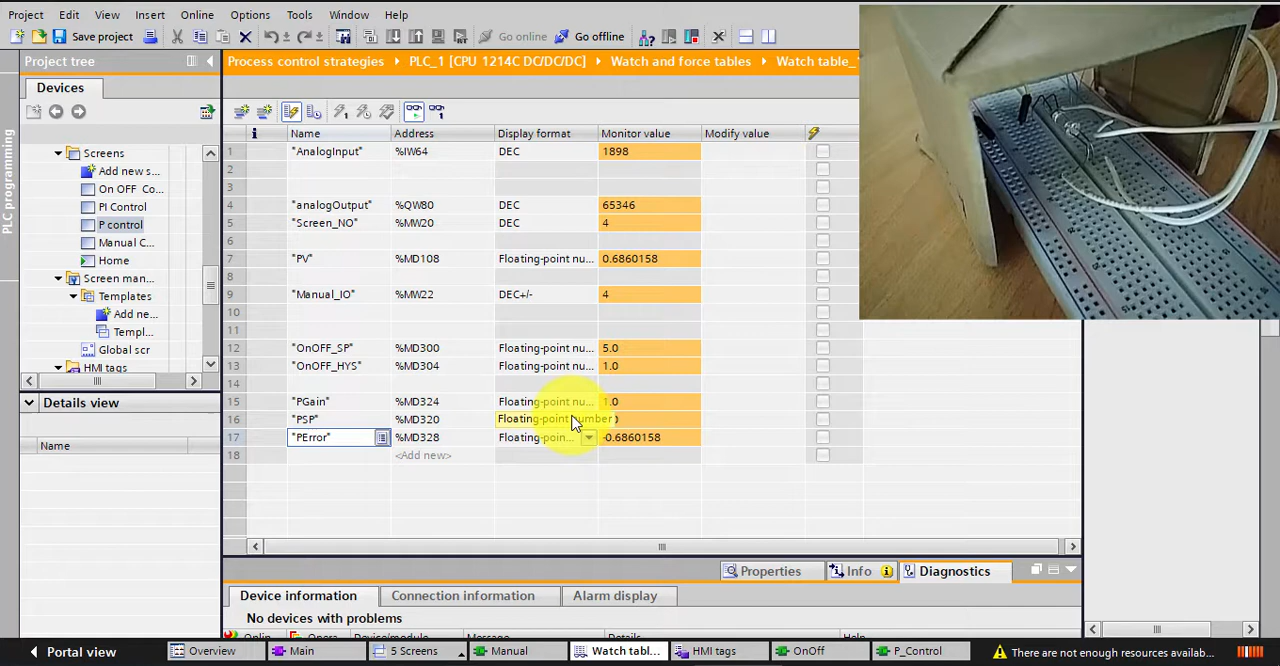 Project Edit View Insert Online Options Tools Window Help
Save project Go online Go offline
Project tree
Process control strategies PLC_1 [CPU 1214C DC/DC/DC] Watch and force tables Watch table_
Devices
PLC programming
i Name Address Display format Monitor value Modify value
1 "AnalogInput" %IW64 DEC 1898
2
3
4 "analogOutput" %QW80 DEC 65346
5 "Screen_NO" %MW20 DEC 4
6
7 "PV" %MD108 Floating-point nu... 0.6860158
8
9 "Manual_IO" %MW22 DEC+/- 4
10
11
12 "OnOFF_SP" %MD300 Floating-point nu... 5.0
13 "OnOFF_HYS" %MD304 Floating-point nu... 1.0
14
15 "PGain" %MD324 Floating-point nu... 1.0
16 "PSP" %MD320 Floating-point number
17 "PError" %MD328 Floating-poin... -0.6860158
18 <Add new>
Screens
Add new s...
On OFF Co...
PI Control
P control
Manual C...
Home
Screen man...
Templates
Add ne...
Templ...
Global scr
HMI tags
Details view
Name
Properties Info Diagnostics
Device information Connection information Alarm display
No devices with problems
Portal view Overview Main 5 Screens Manual Watch tabl... HMI tags OnOff P_Control There are not enough resources availab...